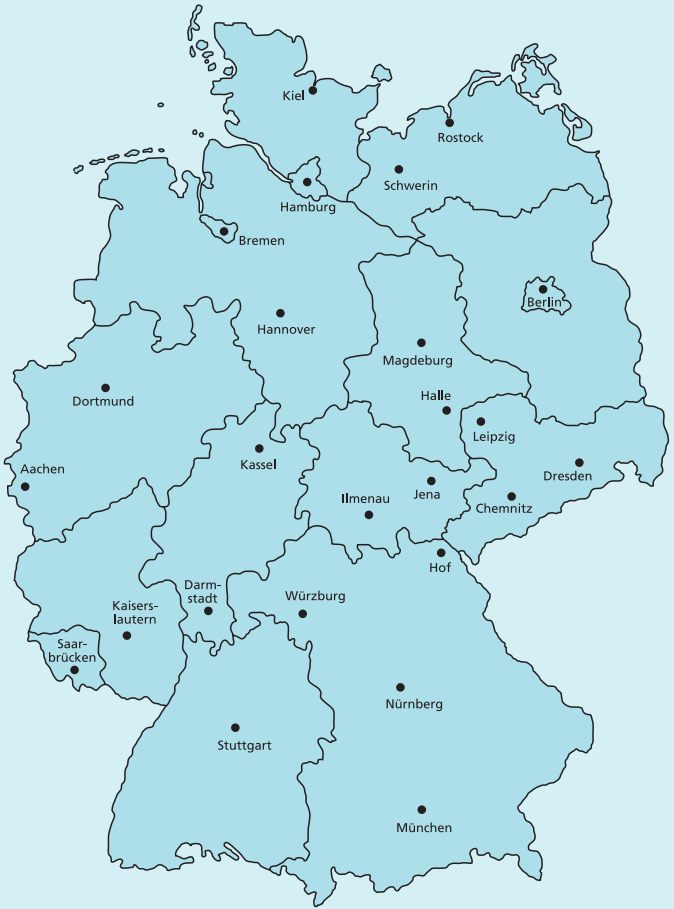 Kiel
Rostock
Schwerin
Hamburg
Bremen
Berlin
Hannover
Magdeburg
Dortmund
Halle
Leipzig
Kassel
Aachen
Dresden
Jena
Ilmenau
Chemnitz
Hof
Darm-
stadt
Würzburg
Kaisers-
lautern
Saar-
brücken
Nürnberg
Stuttgart
München